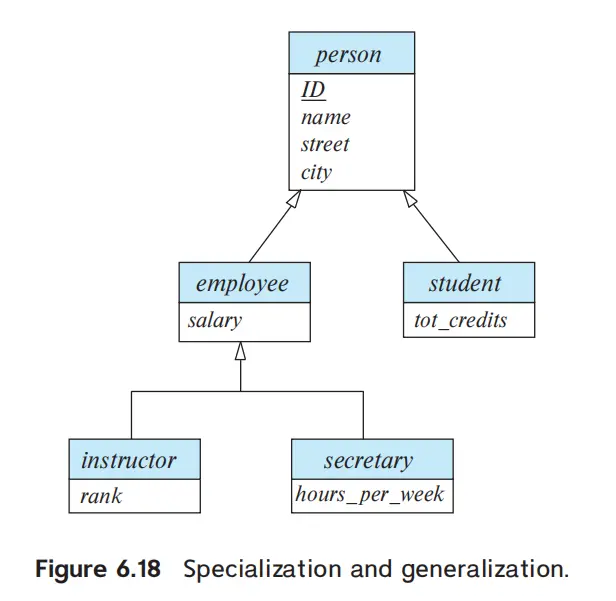 person
ID
name
street
city
employee
salary
student
tot_credits
instructor
rank
secretary
hours_per_week
Figure 6.18 Specialization and generalization.